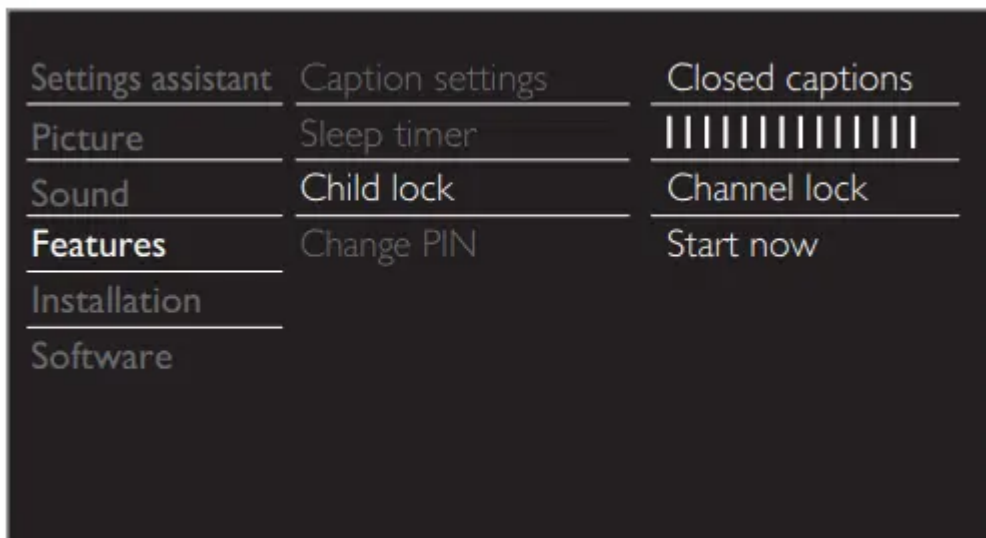 Settings assistant
Picture
Sound
Features
Installation
Software
Caption settings
Sleep timer
Child lock
Change PIN
Closed captions
Channel lock
Start now